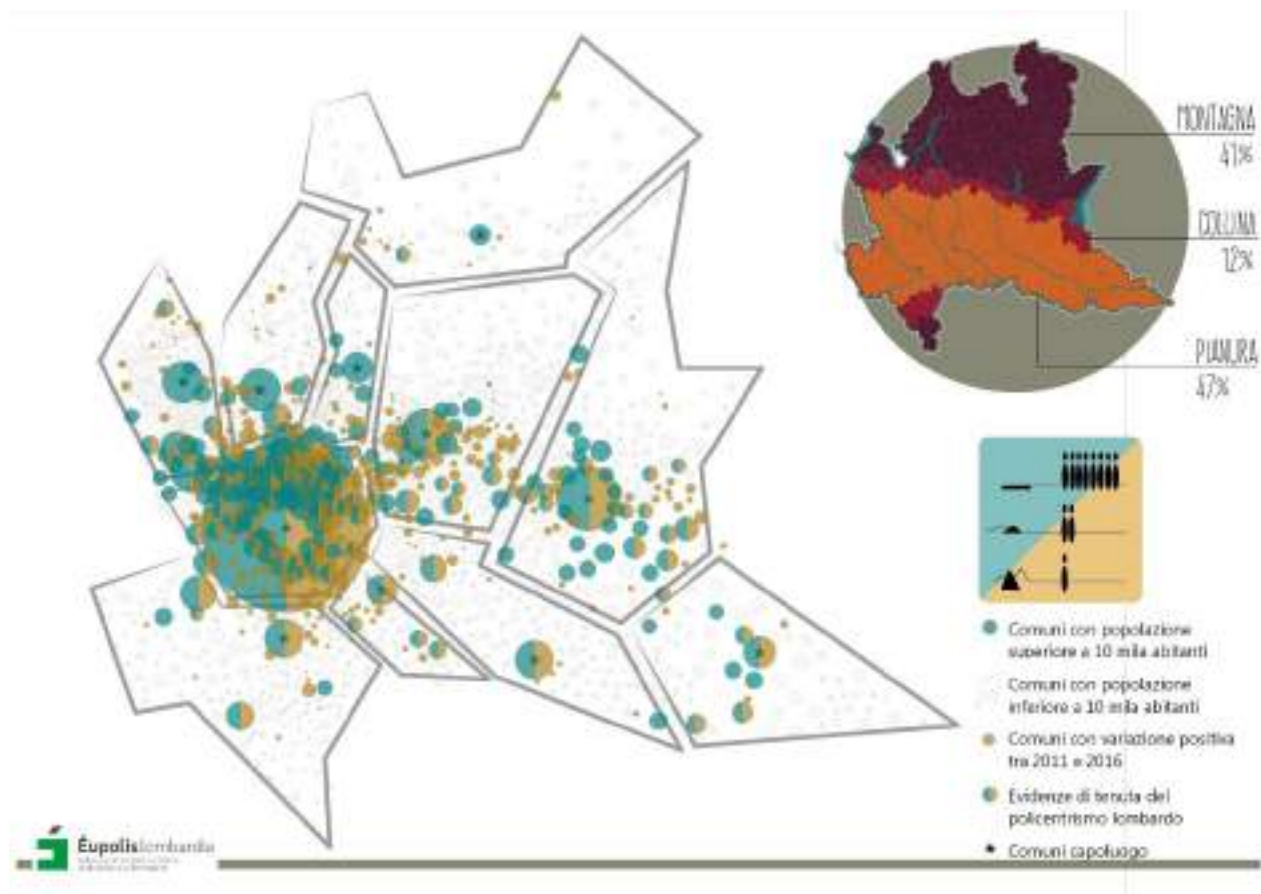 MONTAGNA
41%
COLLINA
12%
PIANURA
47%
Comuni con popolazione
superiore a 10 mila abitanti
Comuni con popolazione
inferiore a 10 mila abitanti
Comuni con variazione positiva
tra 2011 e 2016
Evidenze di tenuta del
policentrismo lombardo
Comuni capoluogo
Éupolislombardia